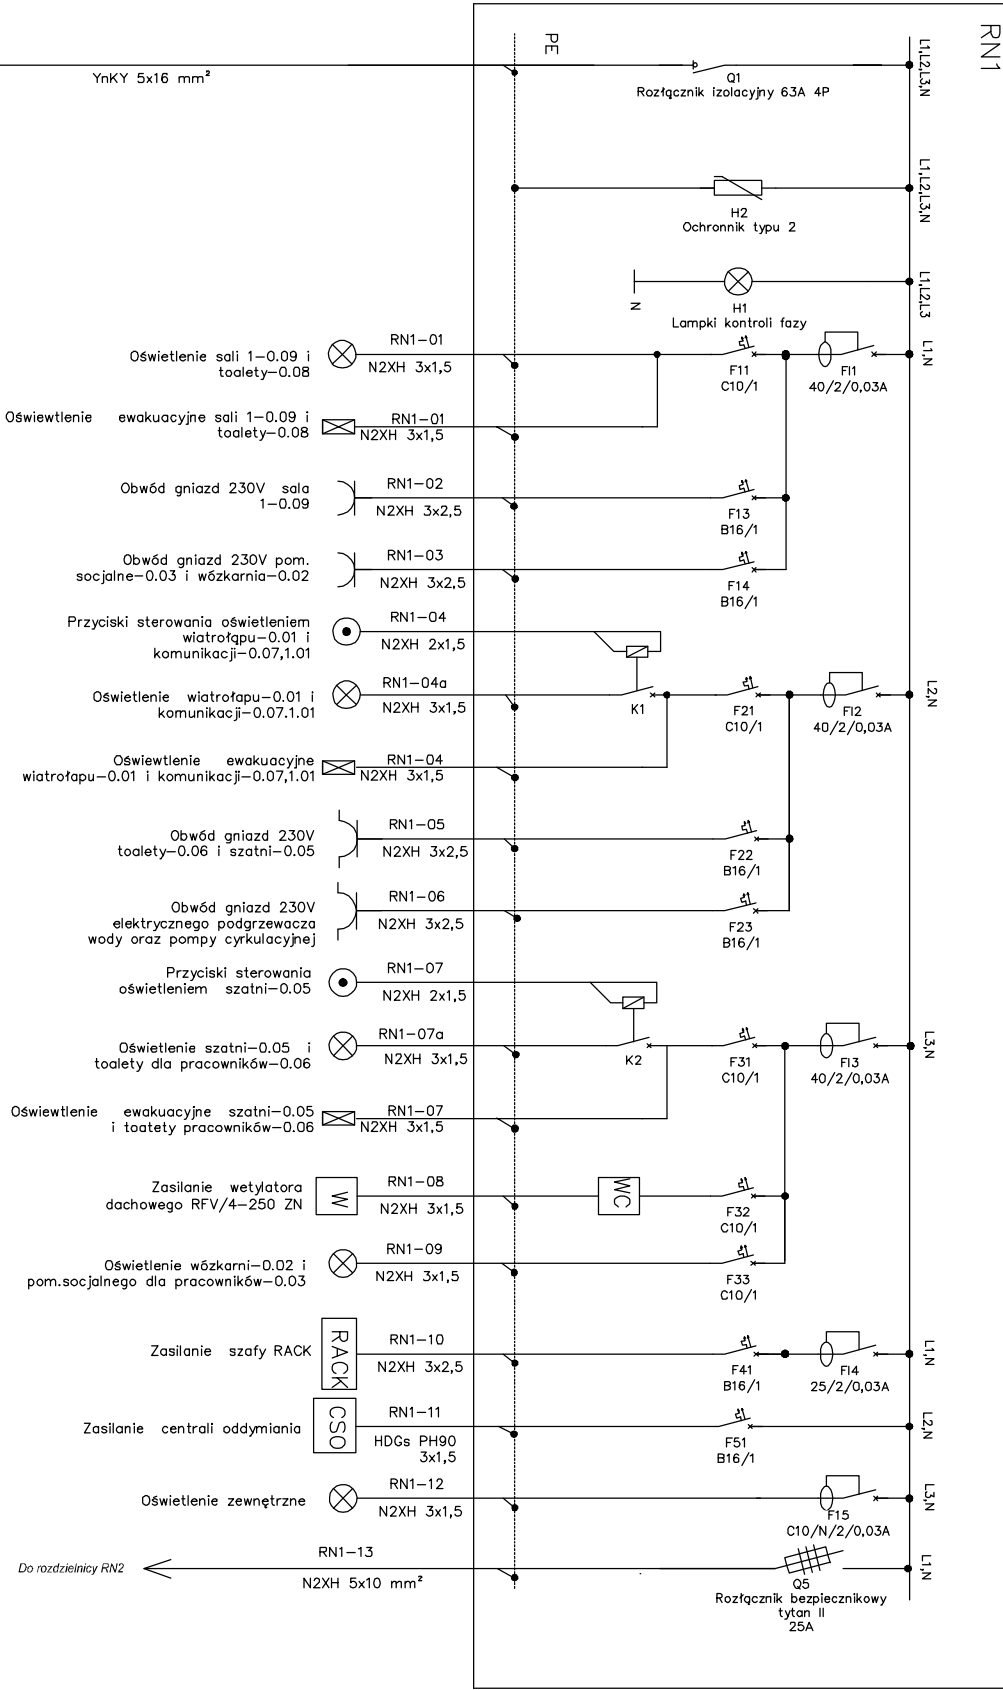 RN1
PE
L1,L2,L3,N
YnKY 5x16 mm²
Q1
Rozłącznik izolacyjny 63A 4P
L1,L2,L3,N
H2
Ochronnik typu 2
L1,L2,L3
N
H1
Lampki kontroli fazy
Oświetlenie sali 1-0.09 i
toalety-0.08
RN1-01
N2XH 3x1,5
F11
C10/1
FI1
40/2/0,03A
L1,N
Oświewtlenie ewakuacyjne sali 1-0.09 i
toalety-0.08
RN1-01
N2XH 3x1,5
Obwód gniazd 230V sala
1-0.09
RN1-02
N2XH 3x2,5
F13
B16/1
Obwód gniazd 230V pom.
socjalne-0.03 i wózkarnia-0.02
RN1-03
N2XH 3x2,5
F14
B16/1
Przyciski sterowania oświetleniem
wiatrołąpu-0.01 i
komunikacji-0.07,1.01
RN1-04
N2XH 2x1,5
Oświetlenie wiatrołapu-0.01 i
komunikacji-0.07.1.01
RN1-04a
N2XH 3x1,5
K1
F21
C10/1
FI2
40/2/0,03A
L2,N
Oświewtlenie ewakuacyjne
wiatrołapu-0.01 i komunikacji-0.07,1.01
RN1-04
N2XH 3x1,5
Obwód gniazd 230V
toalety-0.06 i szatni-0.05
RN1-05
N2XH 3x2,5
F22
B16/1
Obwód gniazd 230V
elektrycznego podgrzewacza
wody oraz pompy cyrkulacyjnej
RN1-06
N2XH 3x2,5
F23
B16/1
Przyciski sterowania
oświetleniem szatni-0.05
RN1-07
N2XH 2x1,5
Oświetlenie szatni-0.05 i
toalety dla pracowników-0.06
RN1-07a
N2XH 3x1,5
K2
F31
C10/1
FI3
40/2/0,03A
L3,N
Oświewtlenie ewakuacyjne szatni-0.05
i toatety pracowników-0.06
RN1-07
N2XH 3x1,5
Zasilanie wetylatora
dachowego RFV/4-250 ZN
W
RN1-08
N2XH 3x1,5
WC
F32
C10/1
Oświetlenie wózkarni-0.02 i
pom.socjalnego dla pracowników-0.03
RN1-09
N2XH 3x1,5
F33
C10/1
Zasilanie szafy RACK
RACK
RN1-10
N2XH 3x2,5
F41
B16/1
FI4
25/2/0,03A
L1,N
Zasilanie centrali oddymiania
CSO
RN1-11
HDGs PH90
3x1,5
F51
B16/1
L2,N
Oświetlenie zewnętrzne
RN1-12
N2XH 3x1,5
F15
C10/N/2/0,03A
L3,N
Do rozdzielnicy RN2
RN1-13
N2XH 5x10 mm²
Q5
Rozłącznik bezpiecznikowy
tytan II
25A
L1,N